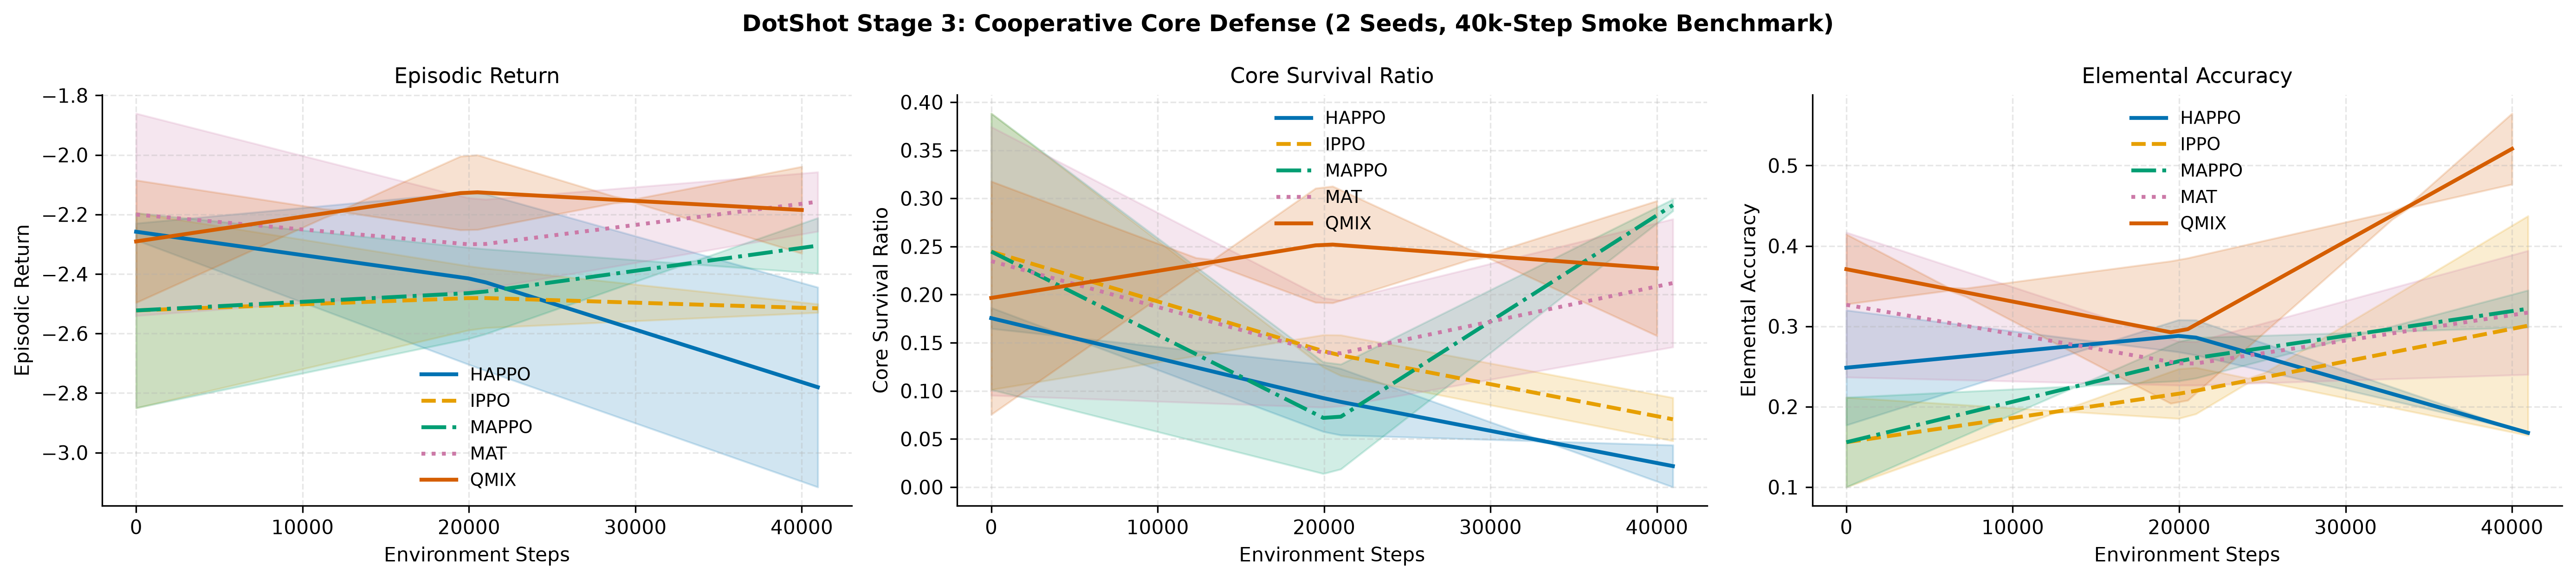 DotShot Stage 3: Cooperative Core Defense (2 Seeds, 40k-Step Smoke Benchmark)
Episodic Return
Episodic Return
−1.8
−2.0
−2.2
−2.4
−2.6
−2.8
−3.0
HAPPO
IPPO
MAPPO
MAT
QMIX
0
10000
20000
30000
40000
Environment Steps
Core Survival Ratio
Core Survival Ratio
0.40
0.35
0.30
0.25
0.20
0.15
0.10
0.05
0.00
HAPPO
IPPO
MAPPO
MAT
QMIX
0
10000
20000
30000
40000
Environment Steps
Elemental Accuracy
Elemental Accuracy
0.5
0.4
0.3
0.2
0.1
HAPPO
IPPO
MAPPO
MAT
QMIX
0
10000
20000
30000
40000
Environment Steps